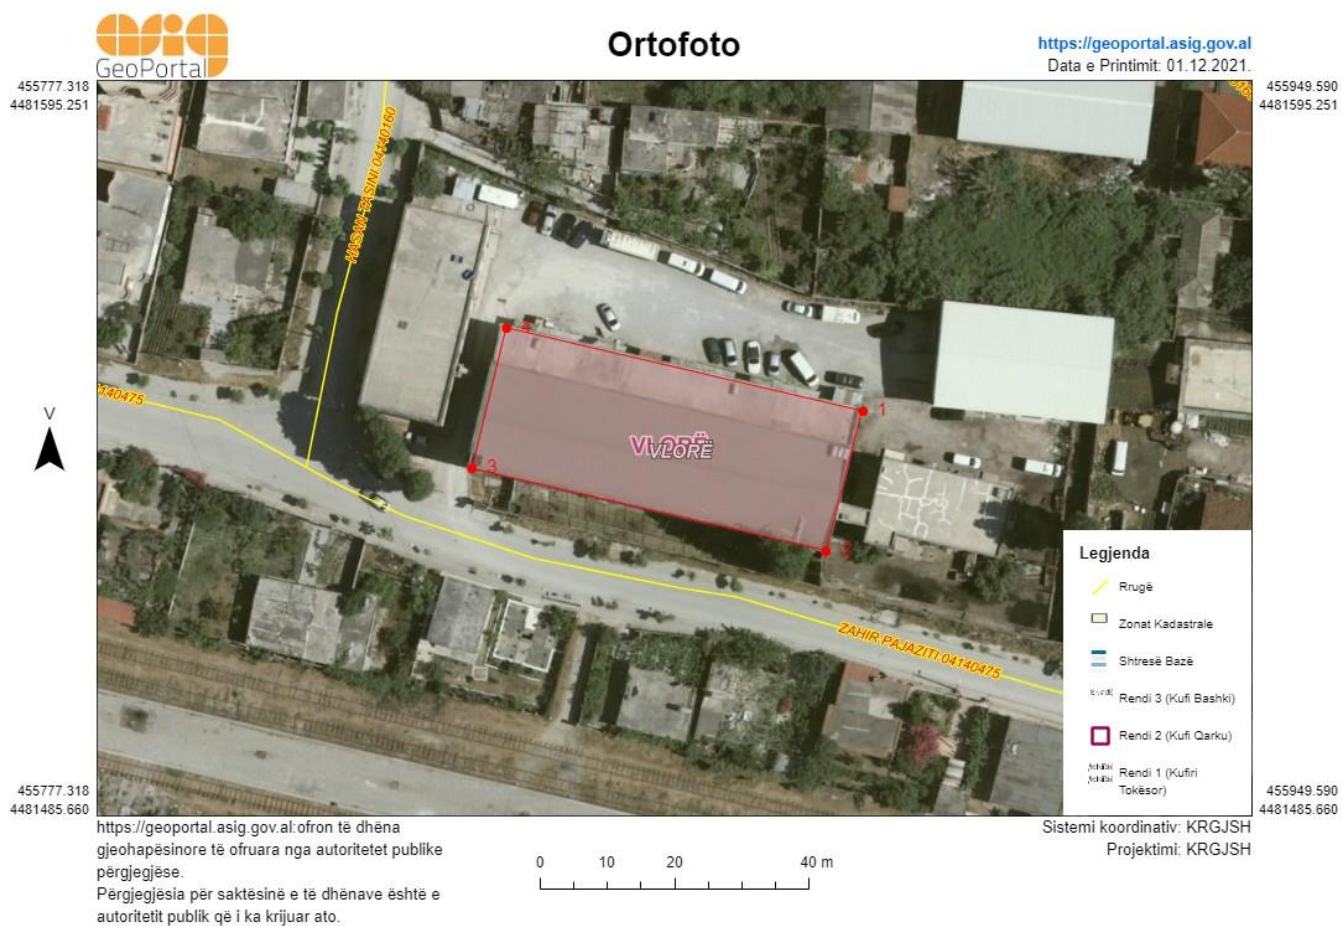 asig
GeoPortal
Ortofoto
https://geoportal.asig.gov.al
Data e Printimit: 01.12.2021.
455777.318
4481595.251
455949.590
4481595.251
HASAN TASINI 04140160
4
1
VLORË
VLORË
3
3
V
ZAHIR PAJAZITI 04140475
Legjenda
Rrugë
Zonat Kadastrale
Shtresë Bazë
Rendi 3 (Kufi Bashki)
Rendi 2 (Kufi Qarku)
Rendi 1 (Kufiri
Tokësor)
455777.318
4481485.660
455949.590
4481485.660
https://geoportal.asig.gov.al:ofron të dhëna
gjeohapësinore të ofruara nga autoritetet publike
përgjegjëse.
Përgjegjësia për saktësinë e të dhënave është e
autoritetit publik që i ka krijuar ato.
0 10 20 40 m
Sistemi koordinativ: KRGJSH
Projektimi: KRGJSH